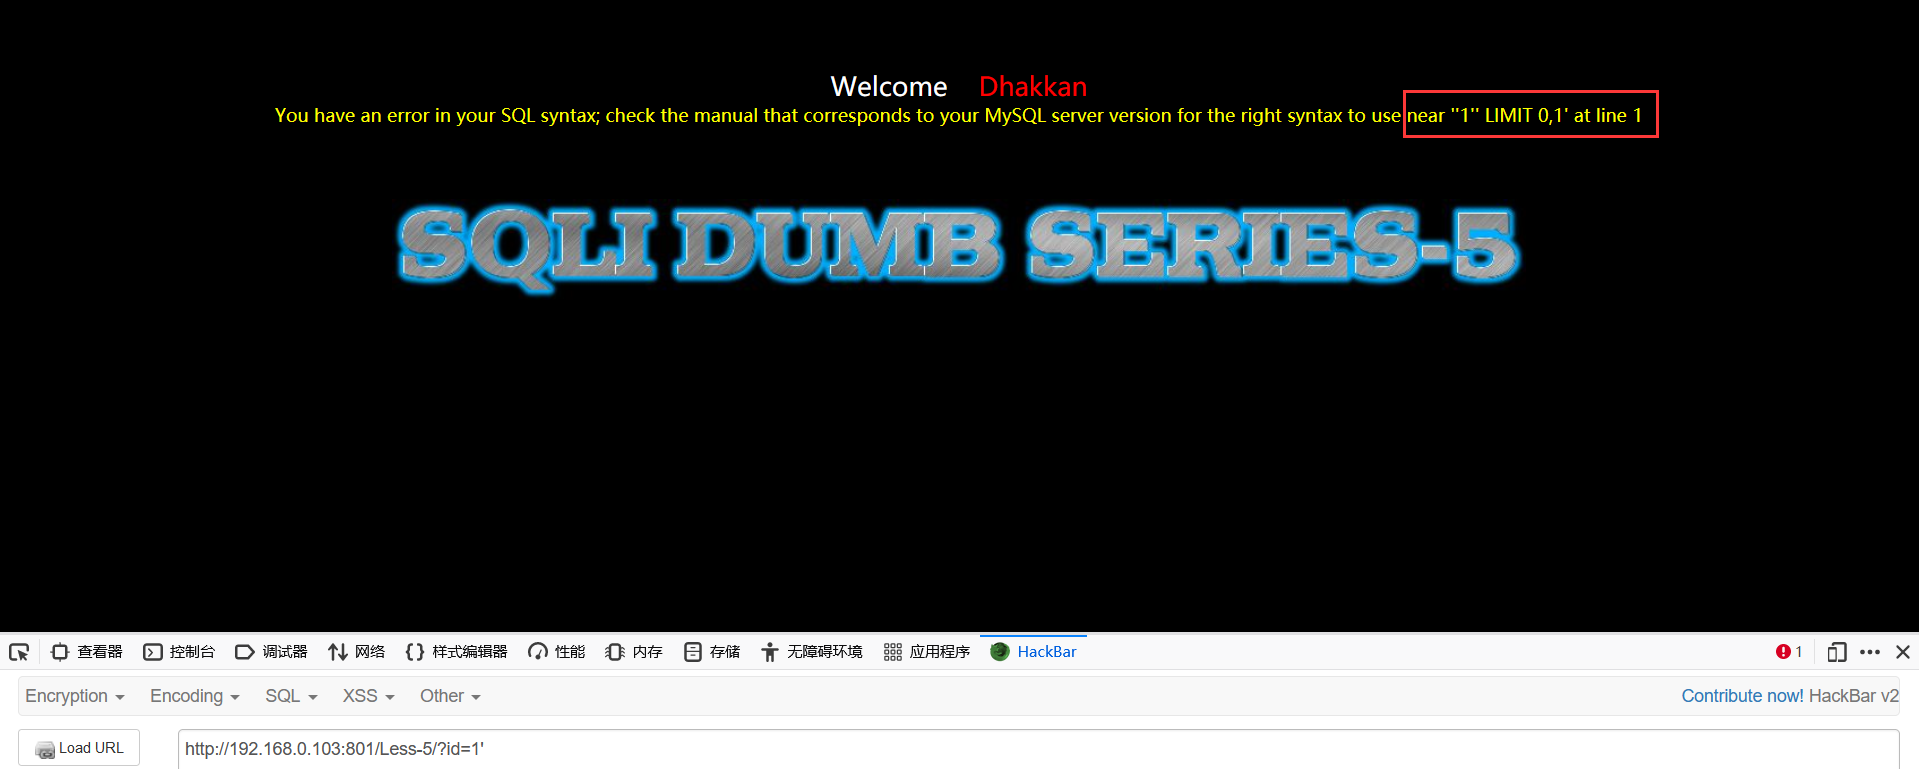 Welcome Dhakkan
You have an error in your SQL syntax; check the manual that corresponds to your MySQL server version for the right syntax to use near ''1'' LIMIT 0,1' at line 1
SQLI DUMB SERIES-5
查看器 控制台 调试器 网络 样式编辑器 性能 内存 存储 无障碍环境 应用程序 HackBar 1
Encryption Encoding SQL XSS Other Contribute now! HackBar v2
Load URL http://192.168.0.103:801/Less-5/?id=1'